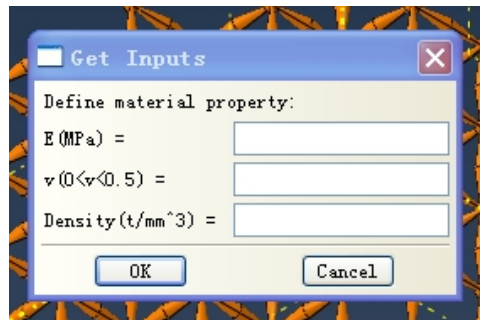 Get Inputs
Define material property:
E(MPa) =
v(0<v<0.5) =
Density(t/mm^3) =
OK
Cancel